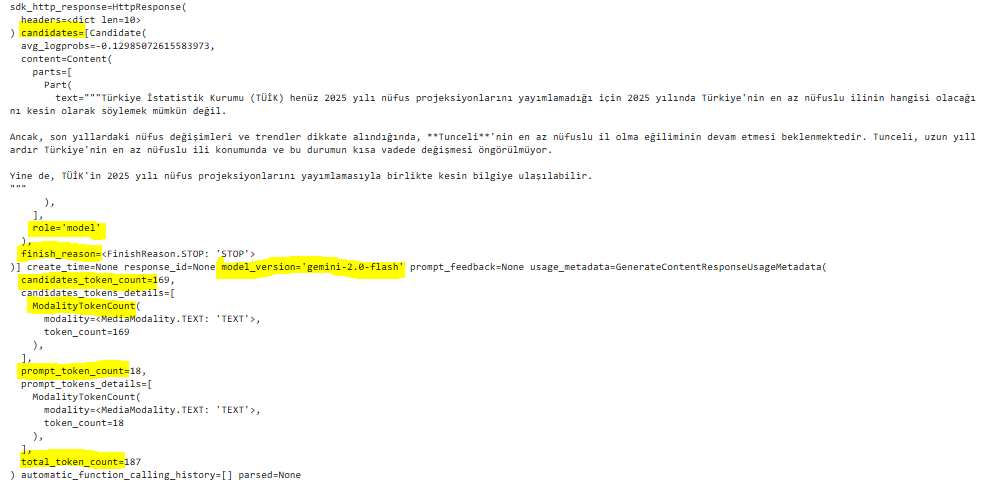 sdk_http_response=HttpResponse(
headers=<dict len=10>
) candidates=[Candidate(
avg_logprobs=-0.12985072615583973,
content=Content(
parts=[
Part(
text="""Türkiye İstatistik Kurumu (TÜİK) henüz 2025 yılı nüfus projeksiyonlarını yayımlamadığı için 2025 yılında Türkiye'nin en az nüfuslu ilinin hangisi olacağı
nı kesin olarak söylemek mümkün değil.
Ancak, son yıllardaki nüfus değişimleri ve trendler dikkate alındığında, **Tunceli**'nin en az nüfuslu il olma eğiliminin devam etmesi beklenmektedir. Tunceli, uzun yıll
ardır Türkiye'nin en az nüfuslu ili konumunda ve bu durumun kısa vadede değişmesi öngörülmüyor.
Yine de, TÜİK'in 2025 yılı nüfus projeksiyonlarını yayımlamasıyla birlikte kesin bilgiye ulaşılabilir.
"""
),
],
role='model'
),
finish_reason=<FinishReason.STOP: 'STOP'>
)] create_time=None response_id=None model_version='gemini-2.0-flash' prompt_feedback=None usage_metadata=GenerateContentResponseUsageMetadata(
candidates_token_count=169,
candidates_tokens_details=[
ModalityTokenCount(
modality=<MediaModality.TEXT: 'TEXT'>,
token_count=169
),
],
prompt_token_count=18,
prompt_tokens_details=[
ModalityTokenCount(
modality=<MediaModality.TEXT: 'TEXT'>,
token_count=18
),
],
total_token_count=187
) automatic_function_calling_history=[] parsed=None